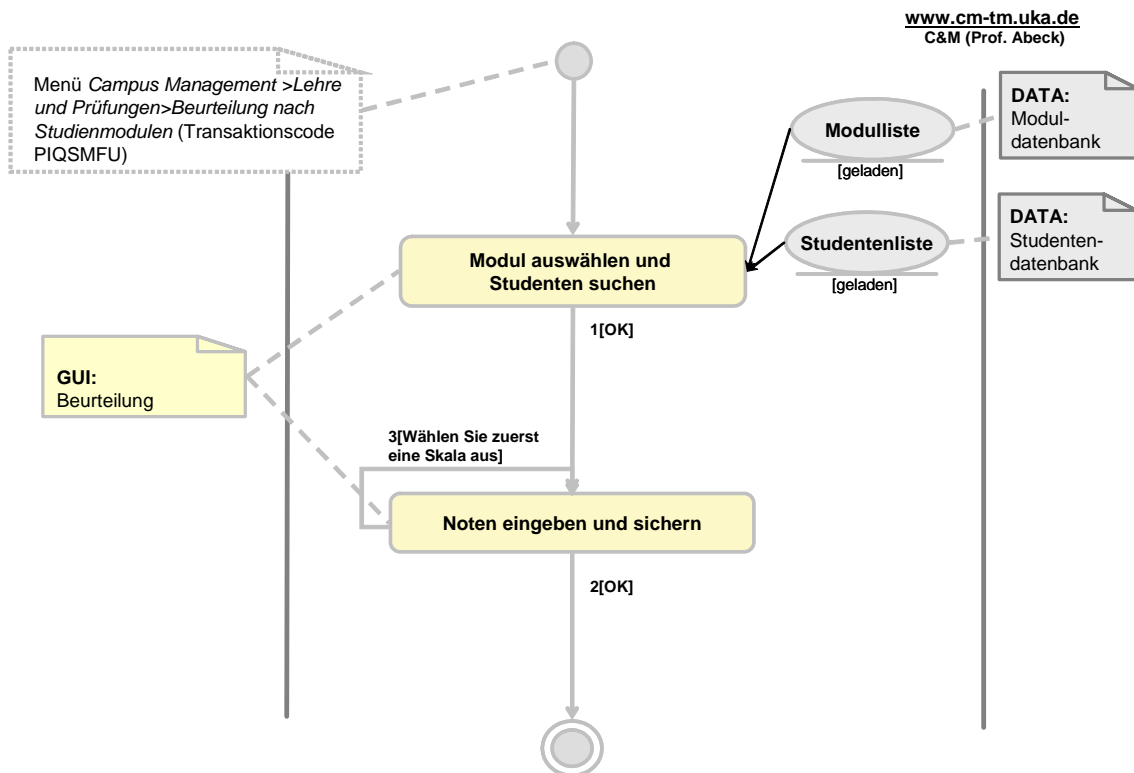 www.cm-tm.uka.de
C&M (Prof. Abeck)
Menü Campus Management >Lehre
und Prüfungen>Beurteilung nach
Studienmodulen (Transaktionscode
PIQSMFU)
Modulliste
[geladen]
DATA:
Modul-
datenbank
Studentenliste
[geladen]
DATA:
Studenten-
datenbank
Modul auswählen und
Studenten suchen
1[OK]
GUI:
Beurteilung
3[Wählen Sie zuerst
eine Skala aus]
Noten eingeben und sichern
2[OK]